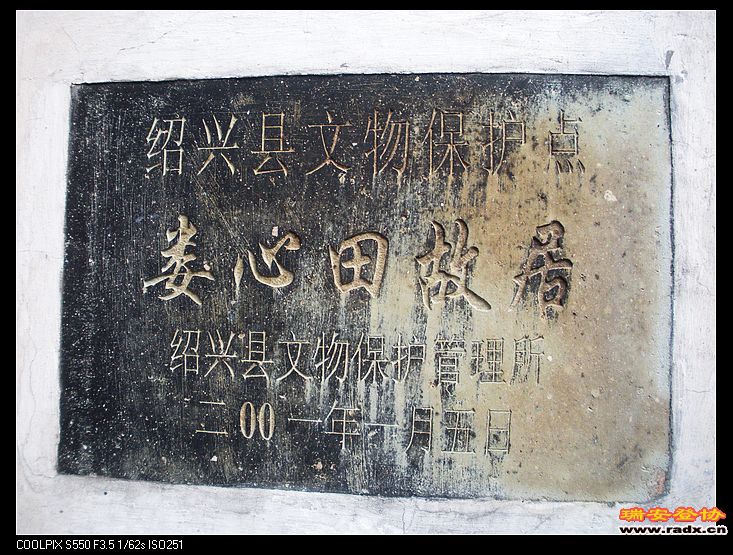 绍兴县文物保护点
娄心田故居
绍兴县文物保护管理所
二00一年一月五日
瑞安登协
www.radx.cn
COOLPIX S550 F3.5 1/62s ISO251